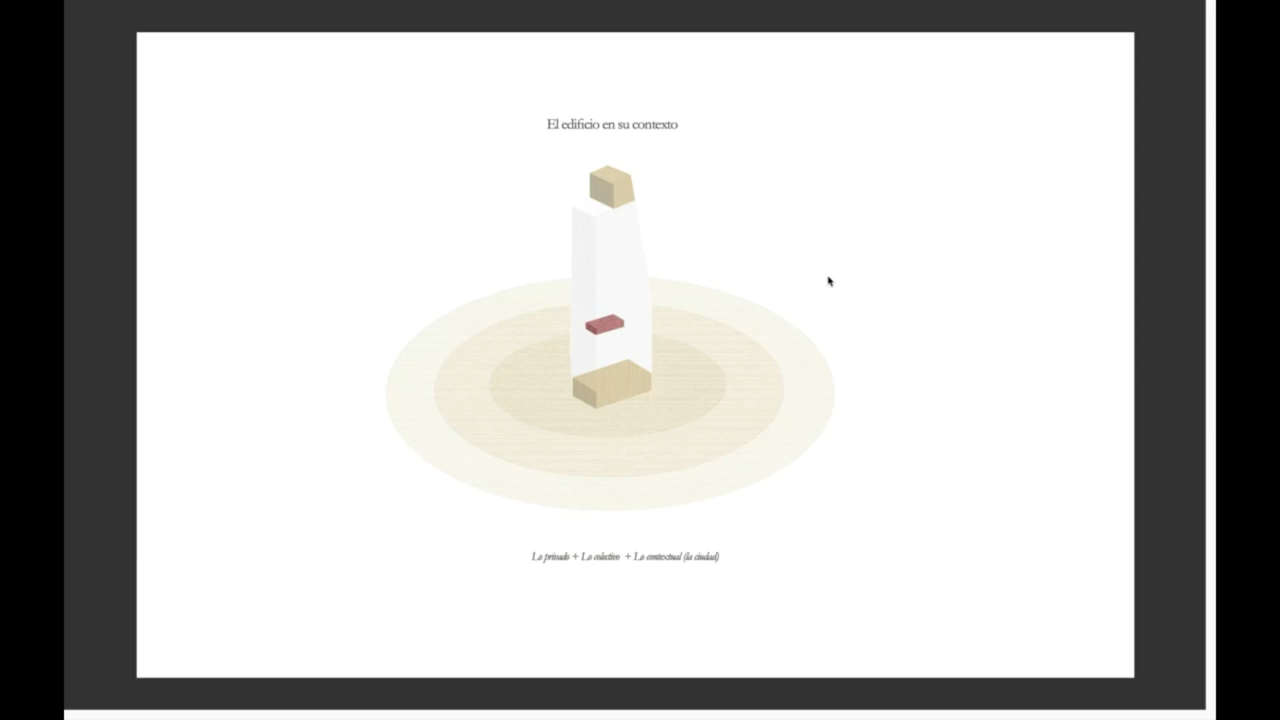 El edificio en su contexto
Lo privado + Lo colectivo + Lo contextual (la ciudad)